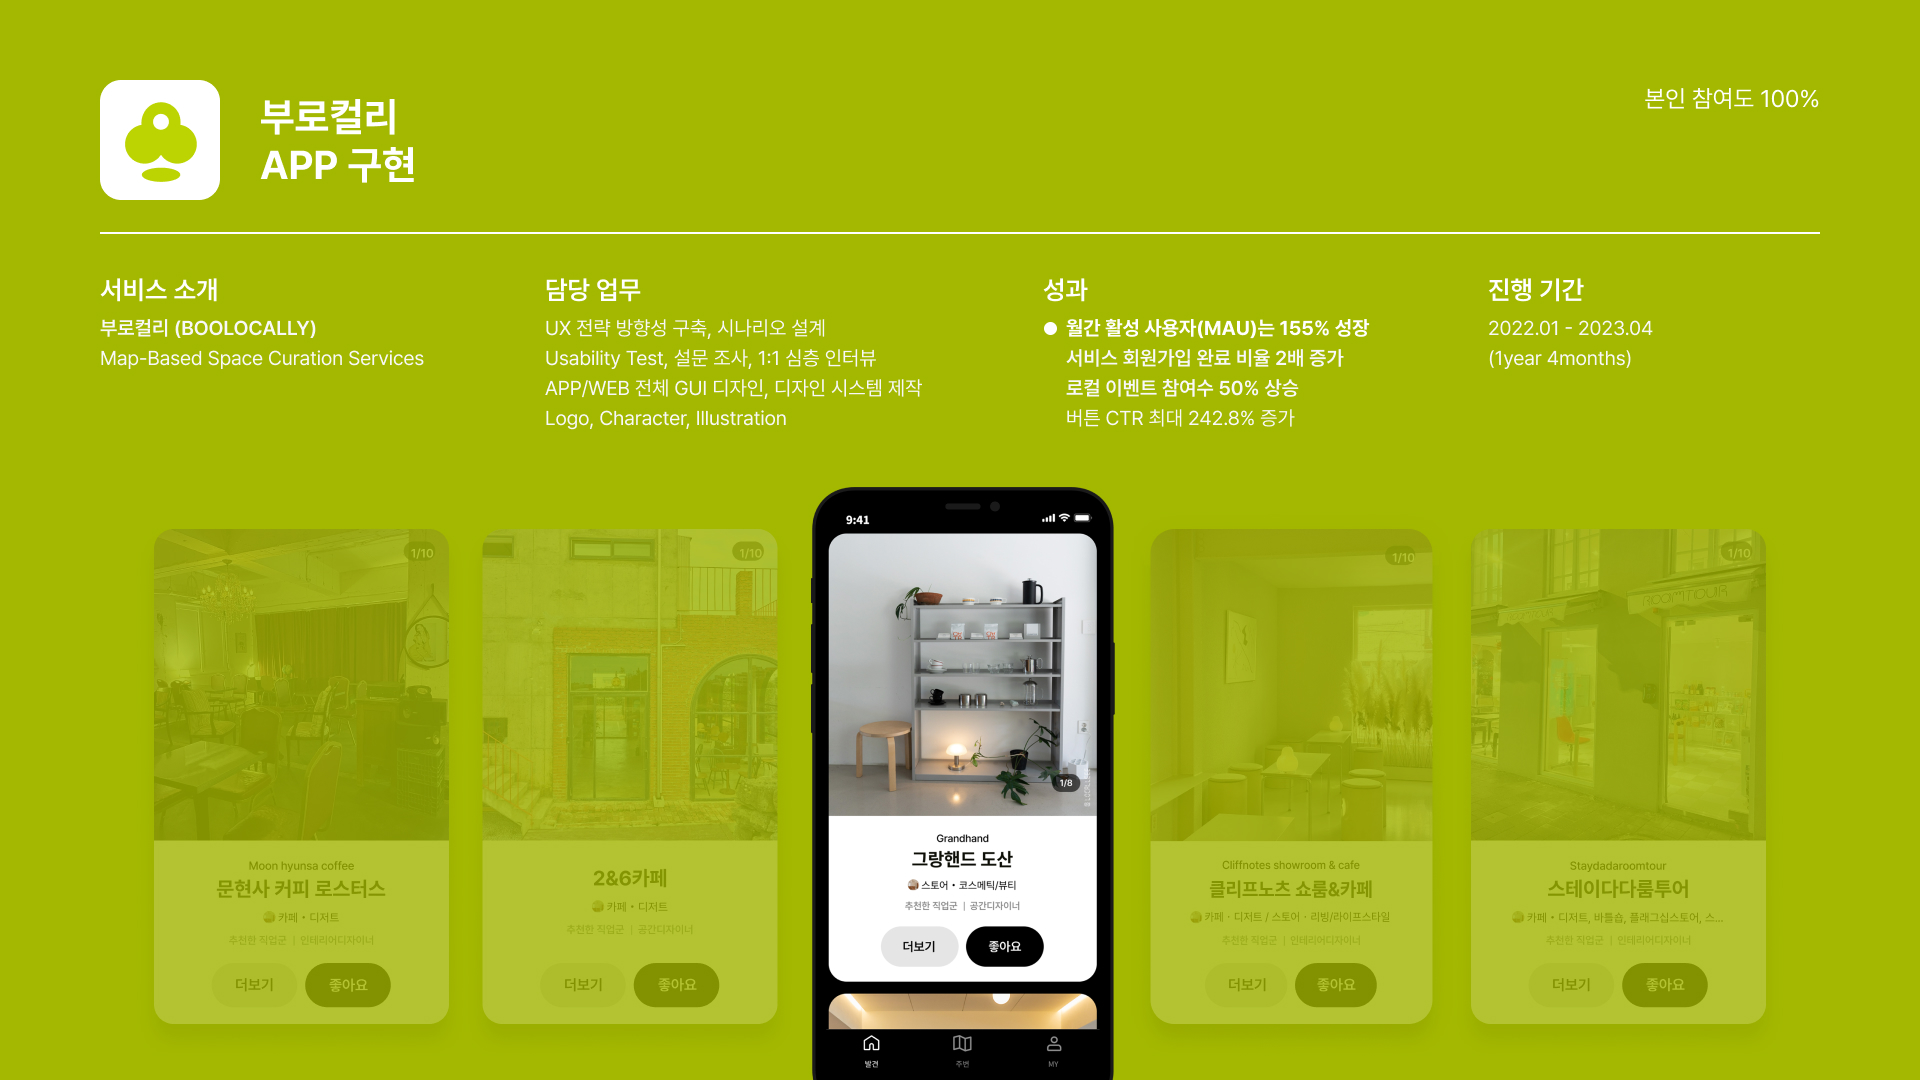 부로컬리
APP 구현
본인 참여도 100%
서비스 소개
부로컬리 (BOOLOCALLY)
Map-Based Space Curation Services
담당 업무
UX 전략 방향성 구축, 시나리오 설계
Usability Test, 설문 조사, 1:1 심층 인터뷰
APP/WEB 전체 GUI 디자인, 디자인 시스템 제작
Logo, Character, Illustration
성과
월간 활성 사용자(MAU)는 155% 성장
서비스 회원가입 완료 비율 2배 증가
로컬 이벤트 참여수 50% 상승
버튼 CTR 최대 242.8% 증가
진행 기간
2022.01 - 2023.04
(1year 4months)
1/10
Moon hyunsa coffee
문현사 커피 로스터스
카페 • 디저트
추천한 직업군 | 인테리어디자이너
더보기
좋아요
1/10
2&6카페
카페 • 디저트
추천한 직업군 | 공간디자이너
더보기
좋아요
9:41
1/8
Grandhand
그랑핸드 도산
스토어 • 코스메틱/뷰티
추천한 직업군 | 공간디자이너
더보기
좋아요
발견
주변
MY
1/10
Cliffnotes showroom & cafe
클리프노츠 쇼룸&카페
카페 · 디저트 / 스토어 · 리빙/라이프스타일
추천한 직업군 | 인테리어디자이너
더보기
좋아요
1/10
Staydadaroomtour
스테이다다룸투어
카페 • 디저트, 바틀숍, 플래그십스토어, 스...
추천한 직업군 | 인테리어디자이너
더보기
좋아요